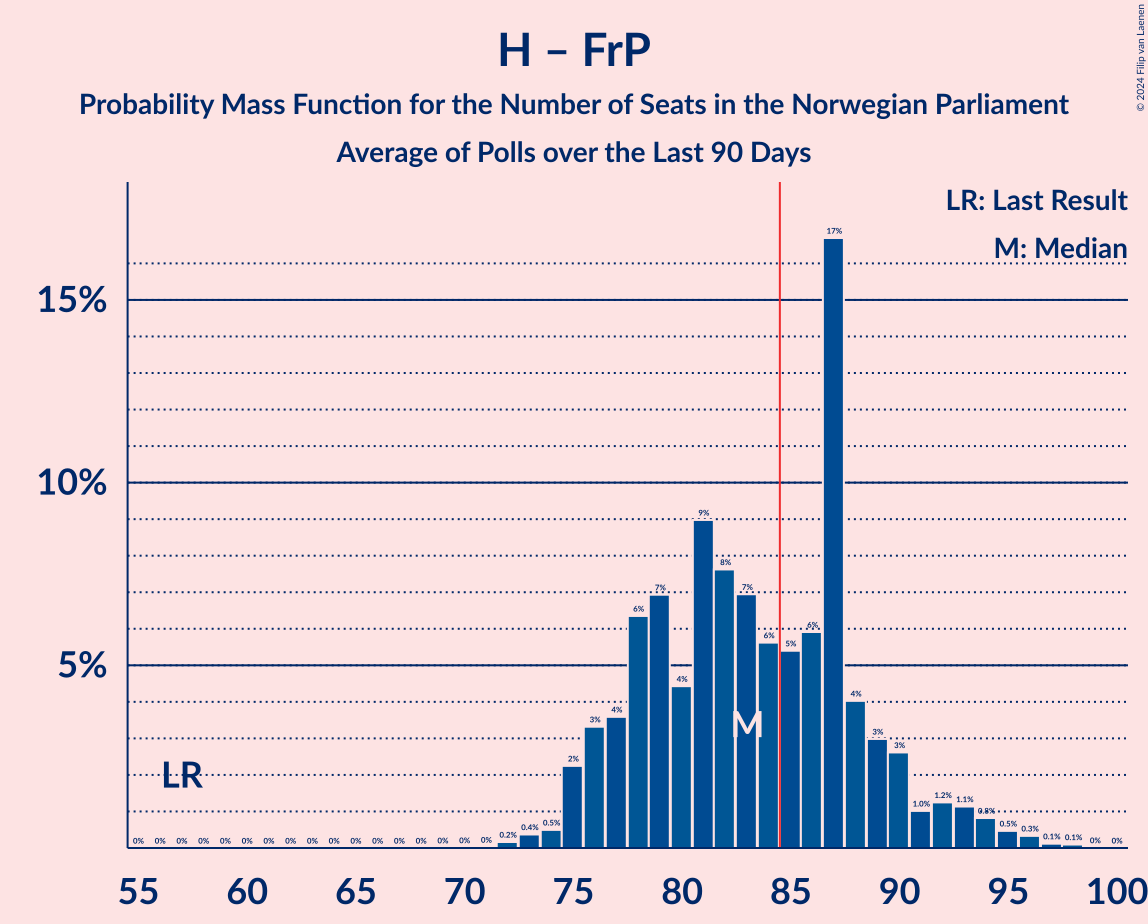 H – FrP
Probability Mass Function for the Number of Seats in the Norwegian Parliament
Average of Polls over the Last 90 Days
© 2024 Filip van Laenen
LR: Last Result
M: Median
15%
10%
5%
LR
M
0% 0% 0% 0% 0% 0% 0% 0% 0% 0% 0% 0% 0% 0% 0% 0% 0% 0.2% 0.4% 0.5% 2% 3% 4% 6% 7% 4% 9% 8% 7% 6% 5% 6% 17% 4% 3% 3% 1.0% 1.2% 1.1% 0.8% 0.5% 0.3% 0.1% 0.1% 0% 0%
55 60 65 70 75 80 85 90 95 100